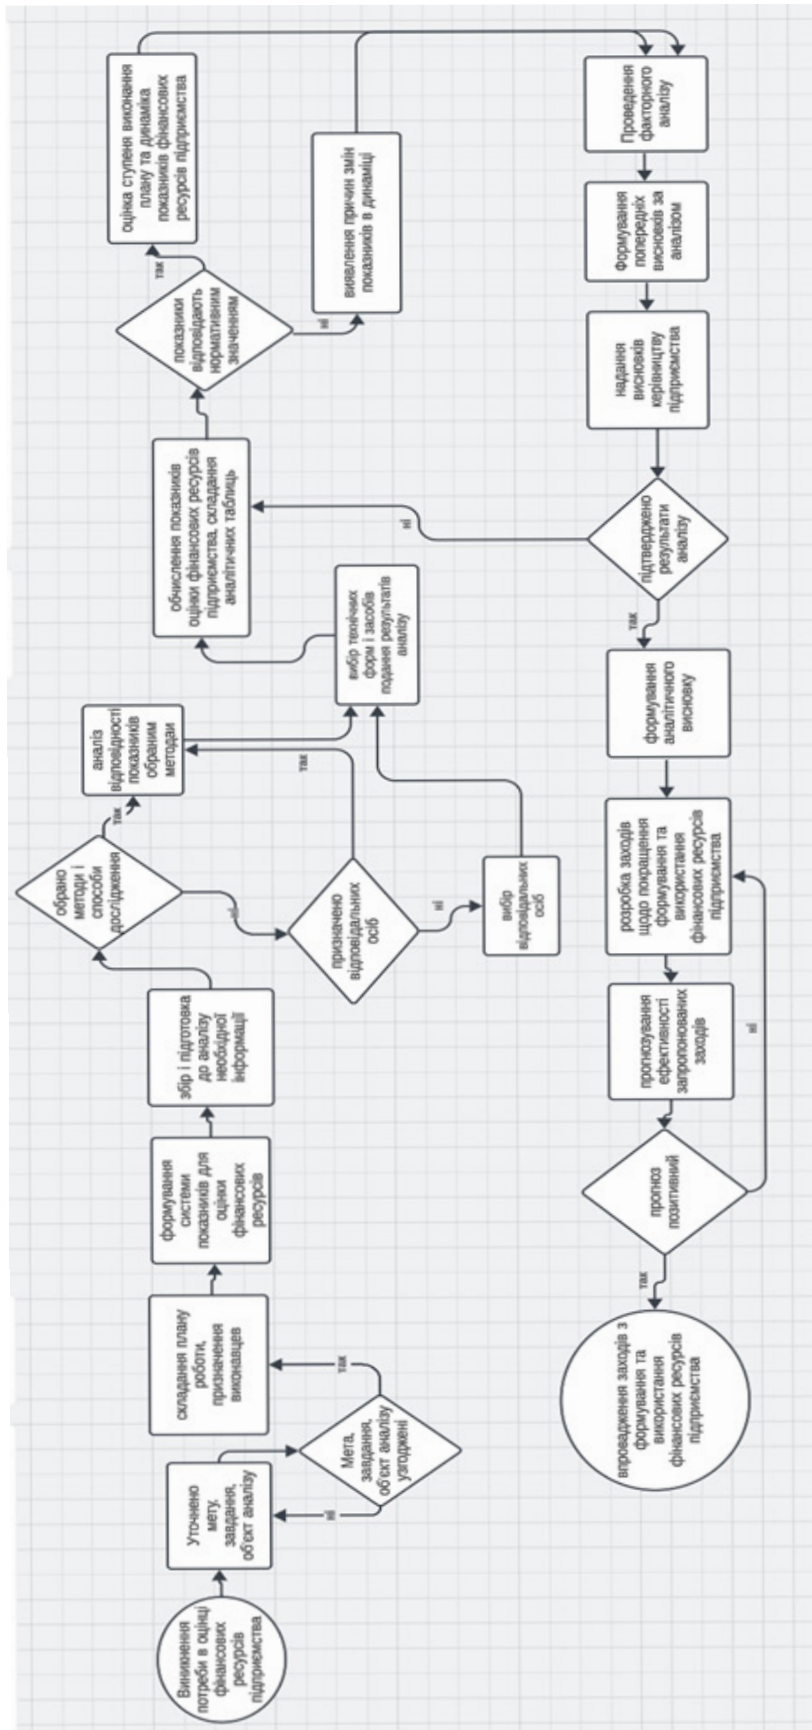 Виникнення
потреби в оцінці
фінансових
ресурсів
підприємства
Уточнено
мету,
завдання,
об'єкт аналізу
Мета,
завдання,
об'єкт аналізу
узгоджені
ні
так
складання плану
роботи,
призначення
виконавцев
формування
системи
показників для
оцінки
фінансових
ресурсів
збір і підготовка
до аналізу
необхідної
інформації
обрано
методи і
способи
дослідження
так
ні
аналіз
відповідності
показників
обраним
методаи
призначено
відповідальних
осіб
так
ні
вибір
відповідальних
осіб
вибір технічних
форм і засобів
подання результатів
аналізу
обчислення показників
оцінки фінансових ресурсів
підприємства, складання
аналітичних таблиць
показники
відповідають
нормативним
значенням
так
ні
оцінка ступеня виконання
плану та динаміка
показників фінансових
ресурсів підприємства
виявлення причин змін
показників в динаміці
Проведення
факторного
аналізу
Формування
попередніх
висновків за
аналізом
надання
висновків
керівництву
підприємства
підтверджено
результати
аналізу
ні
так
формування
аналітичного
висновку
розробка заходів
щодо покращення
формування та
використання
фінансових ресурсів
підприємства
прогнозування
ефективності
запропонованих
заходів
прогноз
позитивний
ні
так
впровадження заходів з
формування та
використання
фінансових ресурсів
підприємства